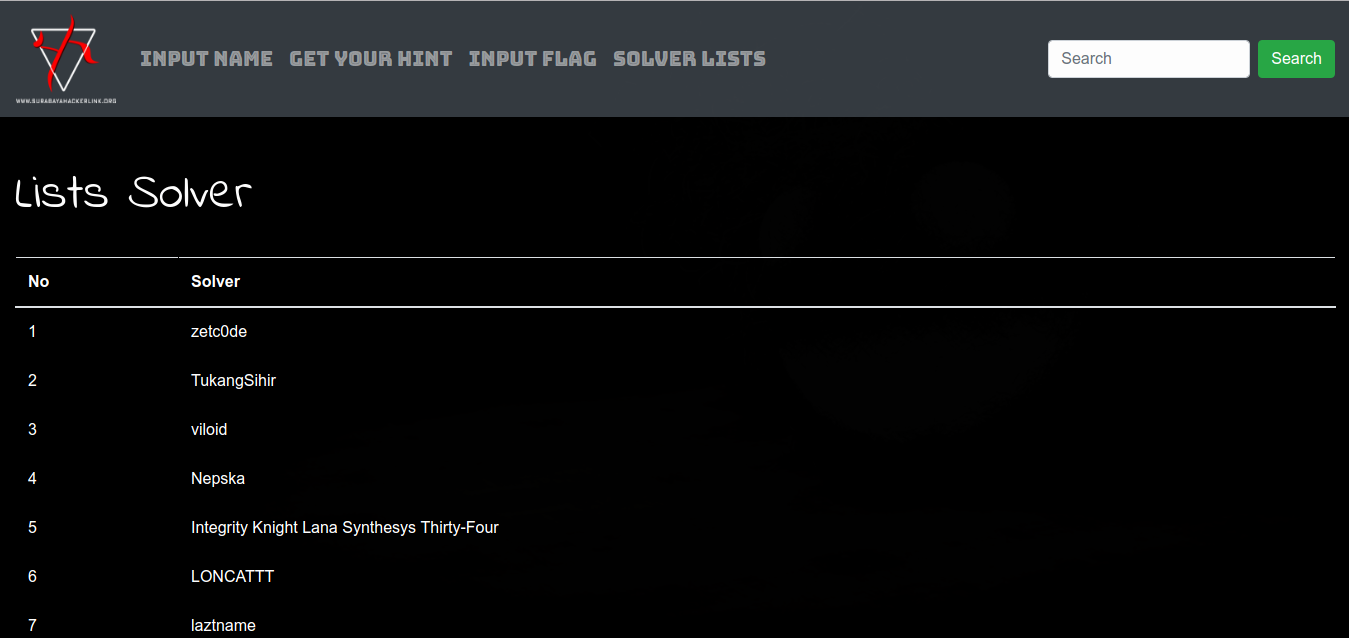 WWW.SURABAYAHACKERLINK.ORG
INPUT NAME GET YOUR HINT INPUT FLAG SOLVER LISTS
Search Search
Lists Solver
No Solver
1 zetc0de
2 TukangSihir
3 viloid
4 Nepska
5 Integrity Knight Lana Synthesys Thirty-Four
6 LONCATTT
7 laztname